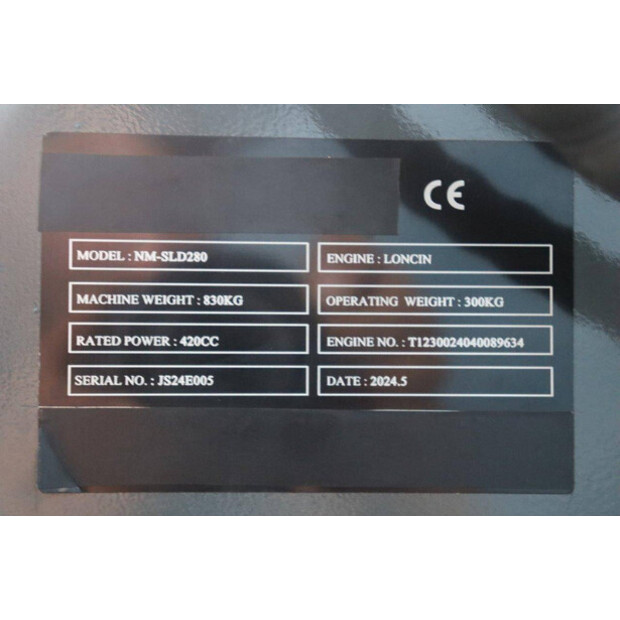 CE
MODEL : NM-SLD280
ENGINE : LONCIN
MACHINE WEIGHT : 830KG
OPERATING WEIGHT : 300KG
RATED POWER : 420CC
ENGINE NO. : T1230024040089634
SERIAL NO. : JS24E005
DATE : 2024.5